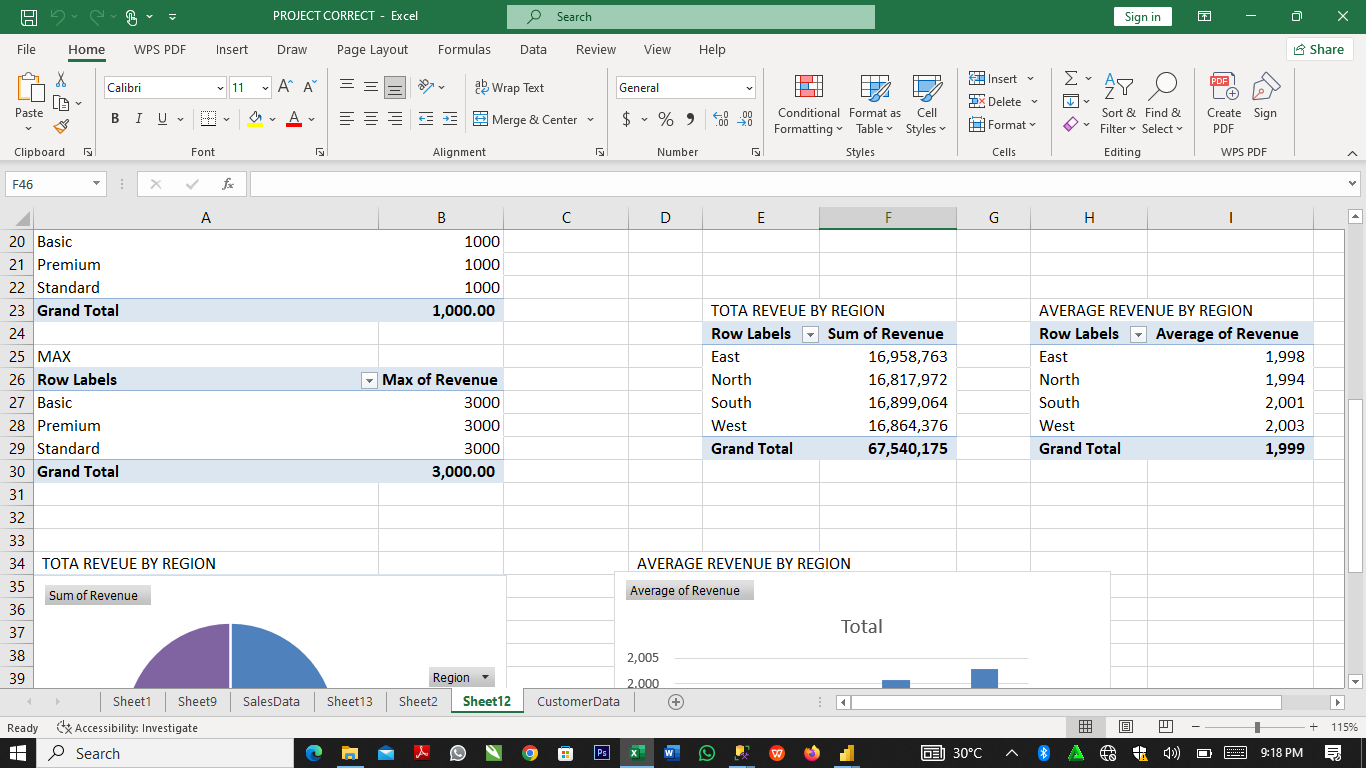 PROJECT CORRECT - Excel
Search
Sign in
File Home WPS PDF Insert Draw Page Layout Formulas Data Review View Help
Share
Paste
Calibri 11
B I U
A
ab Wrap Text
Merge & Center
General
$ % 9
Conditional Formatting
Format as Table
Cell Styles
Insert
Delete
Format
Sort & Filter
Find & Select
Create PDF
Sign
Clipboard Font Alignment Number Styles Cells Editing WPS PDF
F46 fx
A B C D E F G H I
20 Basic 1000
21 Premium 1000
22 Standard 1000
23 Grand Total 1,000.00 TOTA REVEUE BY REGION AVERAGE REVENUE BY REGION
24 Row Labels Sum of Revenue Row Labels Average of Revenue
25 MAX East 16,958,763 East 1,998
26 Row Labels Max of Revenue North 16,817,972 North 1,994
27 Basic 3000 South 16,899,064 South 2,001
28 Premium 3000 West 16,864,376 West 2,003
29 Standard 3000 Grand Total 67,540,175 Grand Total 1,999
30 Grand Total 3,000.00
31
32
33
34 TOTA REVEUE BY REGION AVERAGE REVENUE BY REGION
35 Sum of Revenue Average of Revenue
36
37 Total
38 2,005
39 Region 2,000
Sheet1 Sheet9 SalesData Sheet13 Sheet2 Sheet12 CustomerData
Ready Accessibility: Investigate 115%
Search 30°C 9:18 PM